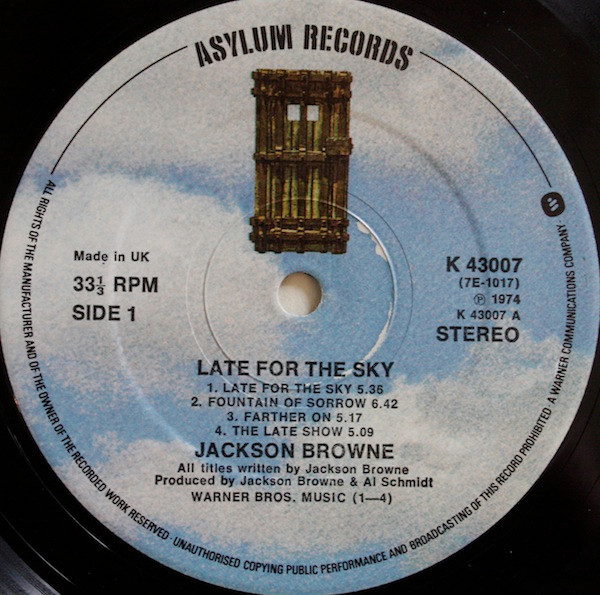 ASYLUM RECORDS
Made in UK
33⅓ RPM
SIDE 1
K 43007
(7E-1017)
Ⓟ 1974
K 43007 A
STEREO
LATE FOR THE SKY
1. LATE FOR THE SKY 5.36
2. FOUNTAIN OF SORROW 6.42
3. FARTHER ON 5.17
4. THE LATE SHOW 5.09
JACKSON BROWNE
All titles written by Jackson Browne
Produced by Jackson Browne & Al Schmidt
WARNER BROS. MUSIC (1—4)
ALL RIGHTS OF THE MANUFACTURER AND OF THE OWNER OF THE RECORDED WORK RESERVED · UNAUTHORISED COPYING PUBLIC PERFORMANCE AND BROADCASTING OF THIS RECORD PROHIBITED · A WARNER COMMUNICATIONS COMPANY